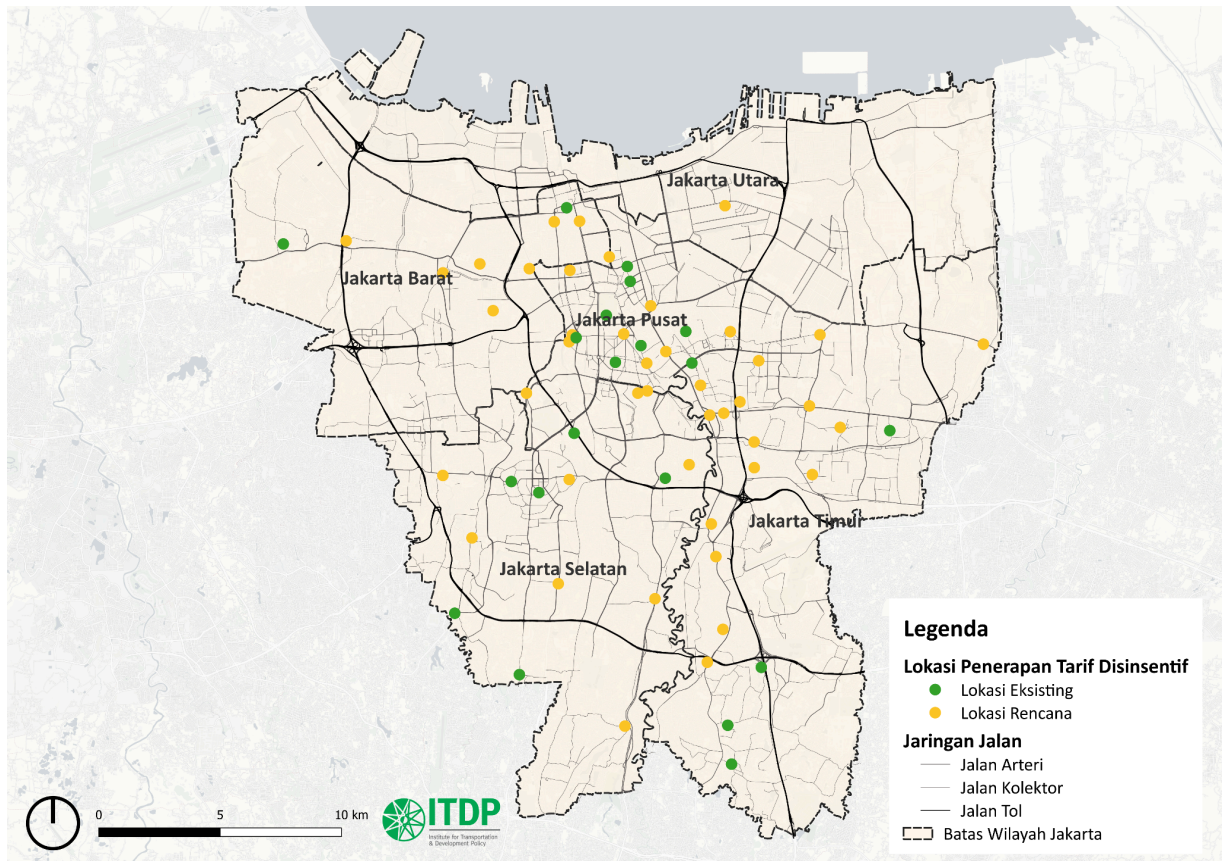 Jakarta Utara
Jakarta Barat
Jakarta Pusat
Jakarta Timur
Jakarta Selatan
Legenda
Lokasi Penerapan Tarif Disinsentif
Lokasi Eksisting
Lokasi Rencana
Jaringan Jalan
Jalan Arteri
Jalan Kolektor
Jalan Tol
Batas Wilayah Jakarta
0 5 10 km
ITDP
Institute for Transportation
& Development Policy